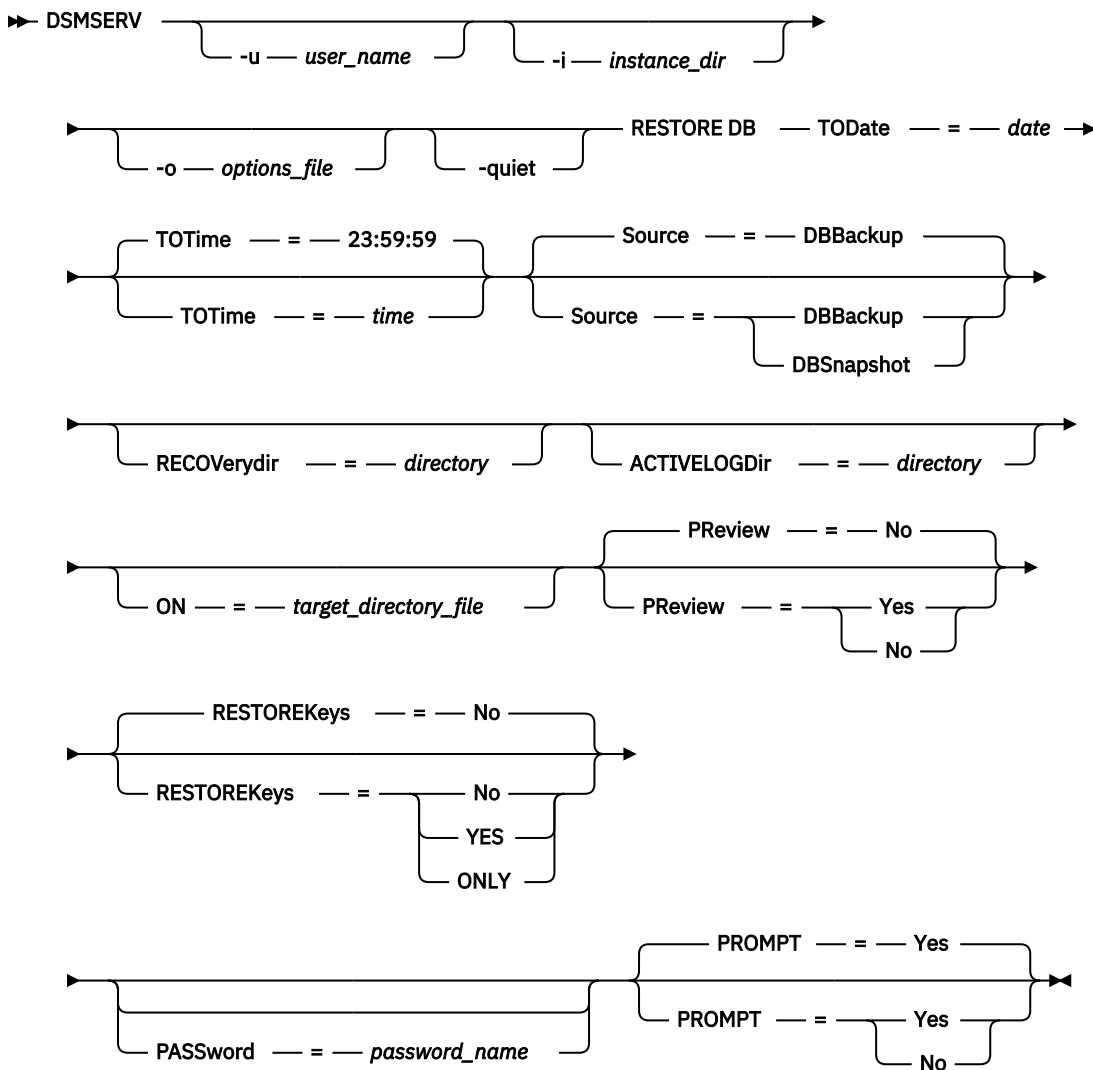 DSMSERV
-u user_name -i instance_dir
RESTORE DB TODate = date
-o options_file -quiet
TOTime = 23:59:59 Source = DBBackup
TOTime = time Source = DBBackup
DBSnapshot
RECOVerydir = directory ACTIVELOGDir = directory
PReview = No
ON = target_directory_file PReview = Yes
No
RESTOREKeys = No
RESTOREKeys = No
YES
ONLY
PROMPT = Yes
PROMPT = Yes
PASSword = password_name No